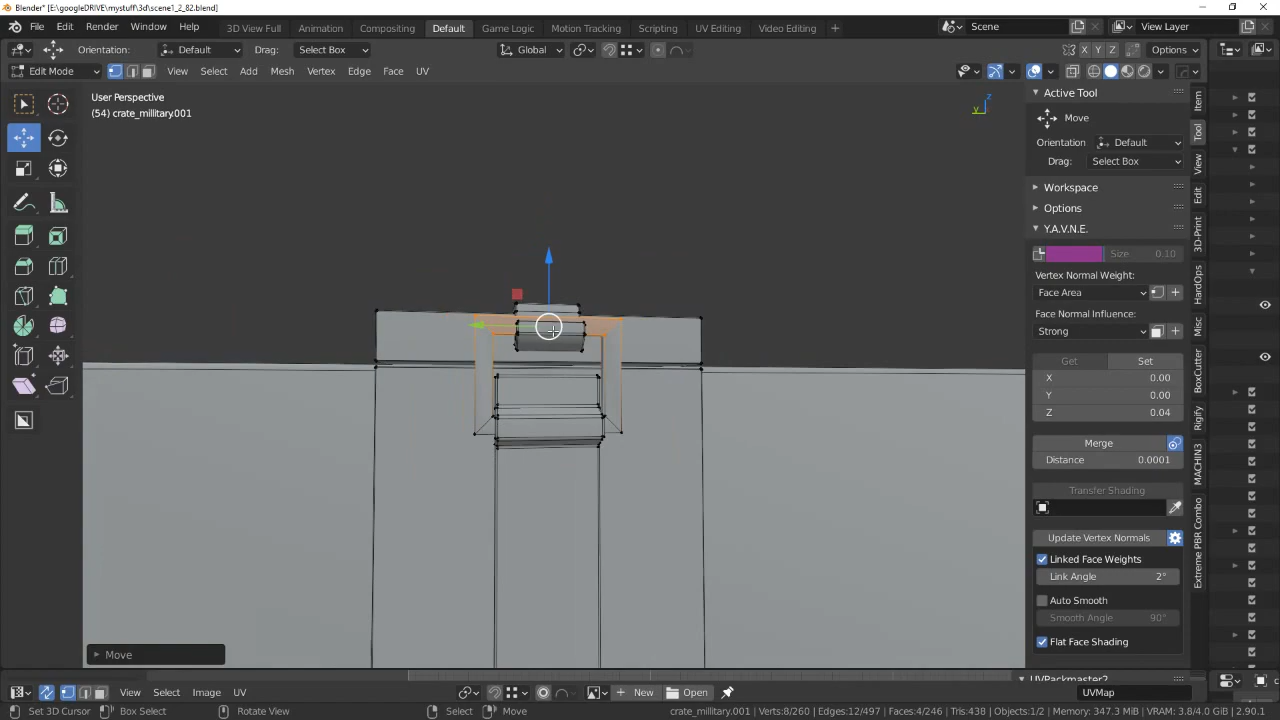 Blender* [E:\googleDRIVE\mystuff\3d\scene1_2_82.blend]
File Edit Render Window Help 3D View Full Animation Compositing Default Game Logic Motion Tracking Scripting UV Editing Video Editing + Scene View Layer
Orientation: Default Drag: Select Box Global X Y Z Options
Edit Mode View Select Add Mesh Vertex Edge Face UV
User Perspective
(54) crate_millitary.001
z
y
Active Tool
Move
Orientation Default
Drag: Select Box
Workspace
Options
Y.A.V.N.E.
Size 0.10
Vertex Normal Weight:
Face Area
Face Normal Influence:
Strong
Get Set
X 0.00
Y 0.00
Z 0.04
Merge
Distance 0.0001
Transfer Shading
Update Vertex Normals
Linked Face Weights
Link Angle 2°
Auto Smooth
Smooth Angle 90°
Flat Face Shading
UVPackmaster2
Item
Tool
View
Edit
3D-Print
HardOps
Misc
BoxCutter
Rigify
MACHIN3
Extreme PBR Combo
Move
View Select Image UV New Open UVMap
Set 3D Cursor Box Select Rotate View Select Move crate_millitary.001 | Verts:8/260 | Edges:12/497 | Faces:4/246 | Tris:438 | Objects:1/2 | Memory: 347.3 MiB | VRAM: 3.8/4.0 GiB | 2.90.1